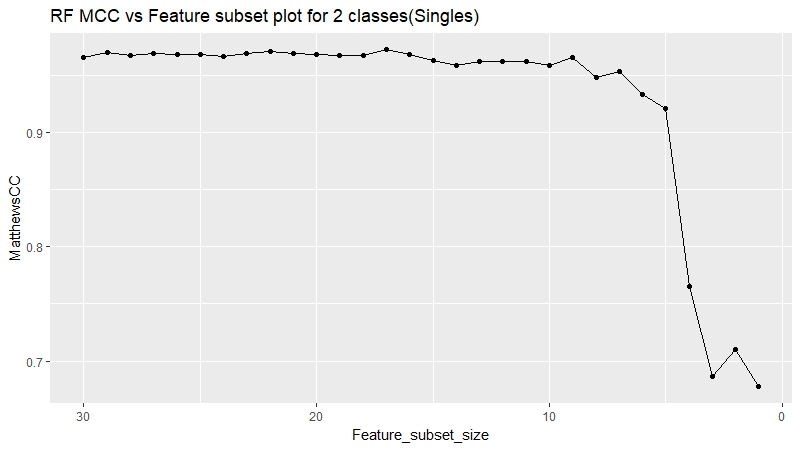 RF MCC vs Feature subset plot for 2 classes(Singles)
MatthewsCC
0.9
0.8
0.7
30
20
10
0
Feature_subset_size